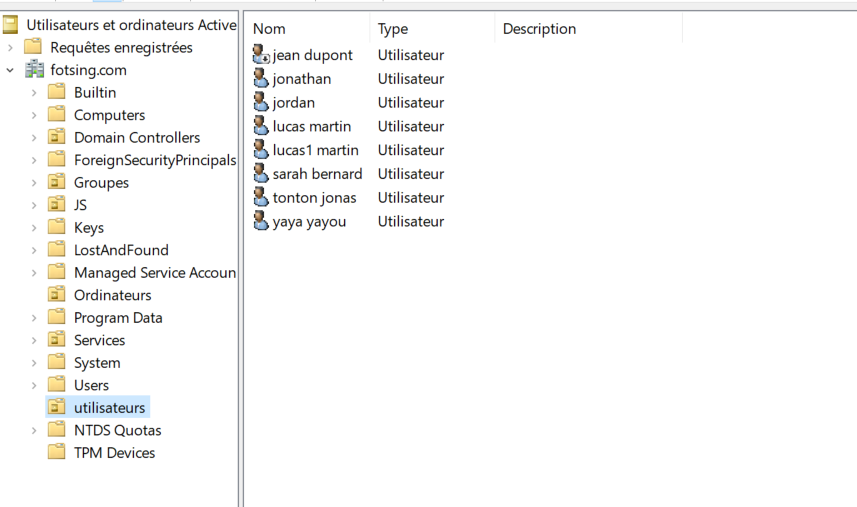 Utilisateurs et ordinateurs Active
Requêtes enregistrées
fotsing.com
Builtin
Computers
Domain Controllers
ForeignSecurityPrincipals
Groupes
JS
Keys
LostAndFound
Managed Service Accoun
Ordinateurs
Program Data
Services
System
Users
utilisateurs
NTDS Quotas
TPM Devices
Nom Type Description
jean dupont Utilisateur
jonathan Utilisateur
jordan Utilisateur
lucas martin Utilisateur
lucas1 martin Utilisateur
sarah bernard Utilisateur
tonton jonas Utilisateur
yaya yayou Utilisateur